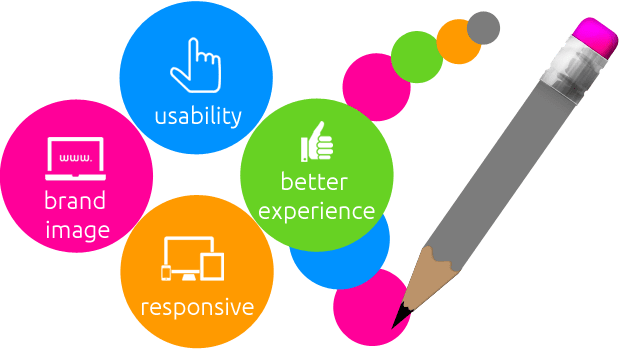 usability
www.
brand
image
better
experience
responsive